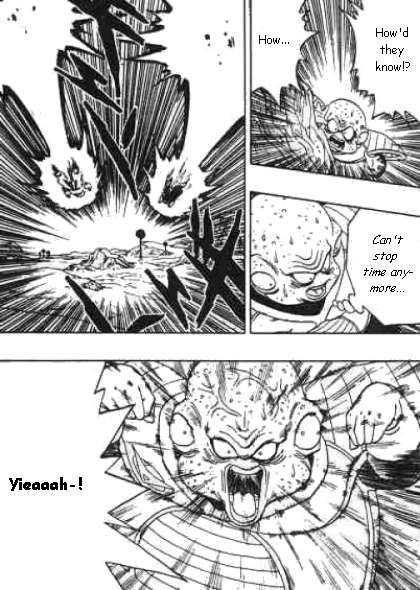 How'd
they
know!?
How...
Can't
stop
time any-
more...
Yieaaah-!